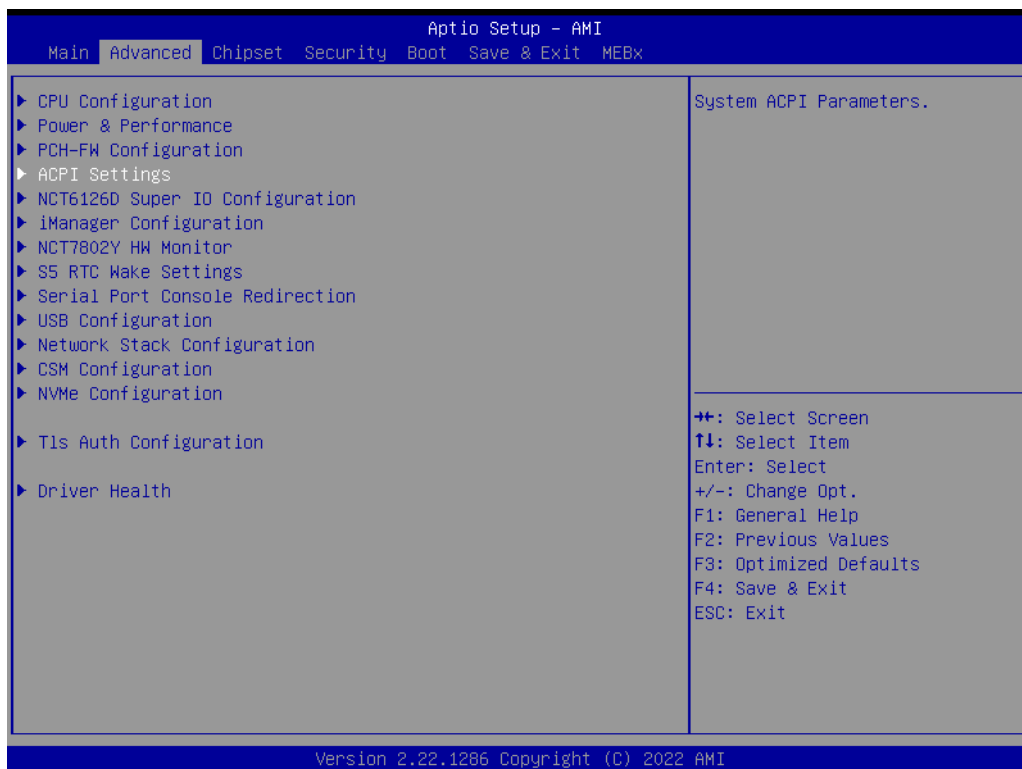 Aptio Setup – AMI
Main Advanced Chipset Security Boot Save & Exit MEBx
▶ CPU Configuration
▶ Power & Performance
▶ PCH-FW Configuration
▶ ACPI Settings
▶ NCT6126D Super IO Configuration
▶ iManager Configuration
▶ NCT7802Y HW Monitor
▶ S5 RTC Wake Settings
▶ Serial Port Console Redirection
▶ USB Configuration
▶ Network Stack Configuration
▶ CSM Configuration
▶ NVMe Configuration
▶ Tls Auth Configuration
▶ Driver Health
System ACPI Parameters.
→←: Select Screen
↑↓: Select Item
Enter: Select
+/-: Change Opt.
F1: General Help
F2: Previous Values
F3: Optimized Defaults
F4: Save & Exit
ESC: Exit
Version 2.22.1286 Copyright (C) 2022 AMI